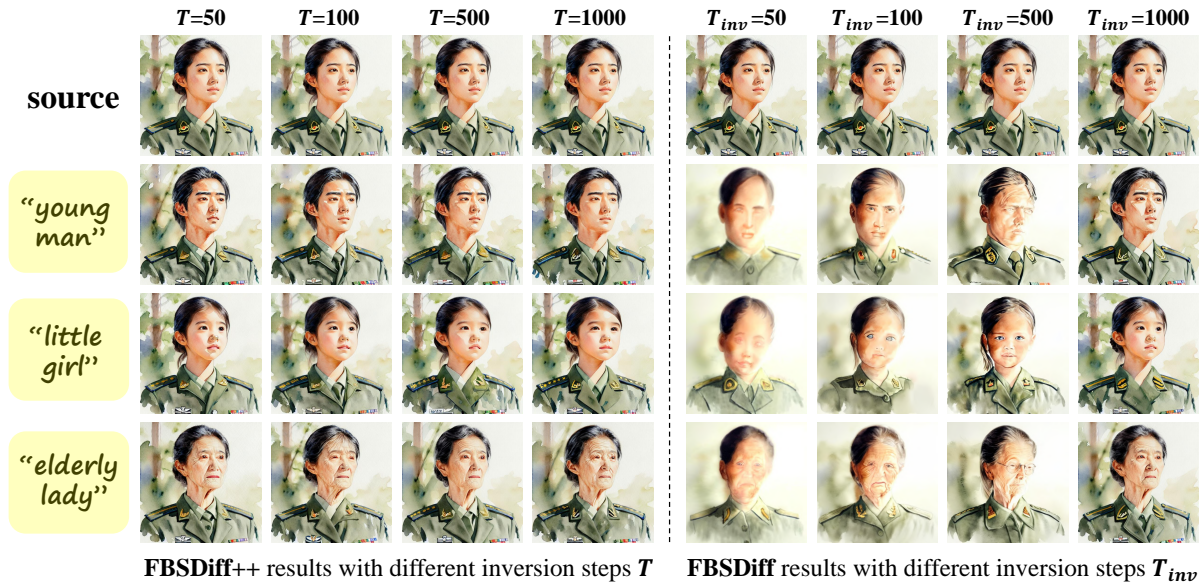 T=50 T=100 T=500 T=1000 T_inv=50 T_inv=100 T_inv=500 T_inv=1000
source
“young
man”
“little
girl”
“elderly
lady”
FBSDiff++ results with different inversion steps T FBSDiff results with different inversion steps T_inv